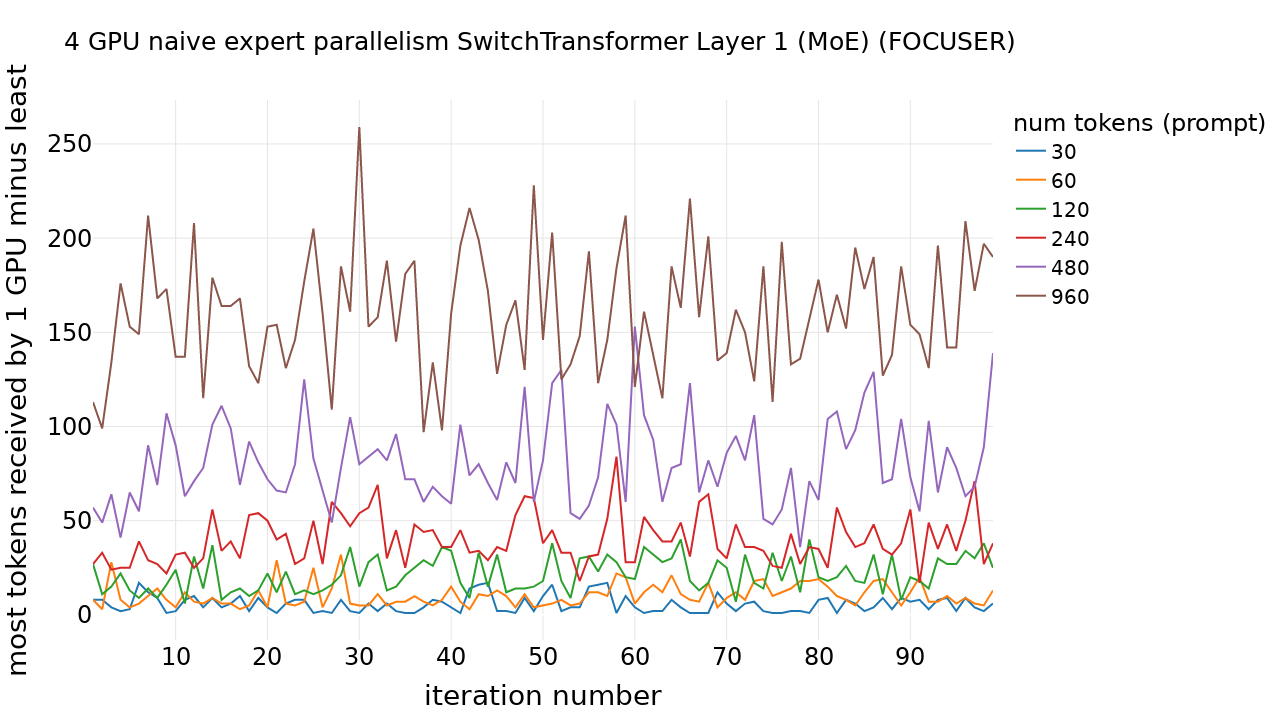 4 GPU naive expert parallelism SwitchTransformer Layer 1 (MoE) (FOCUSER)
most tokens received by 1 GPU minus least
250
200
150
100
50
0
10 20 30 40 50 60 70 80 90
iteration number
num tokens (prompt)
30
60
120
240
480
960